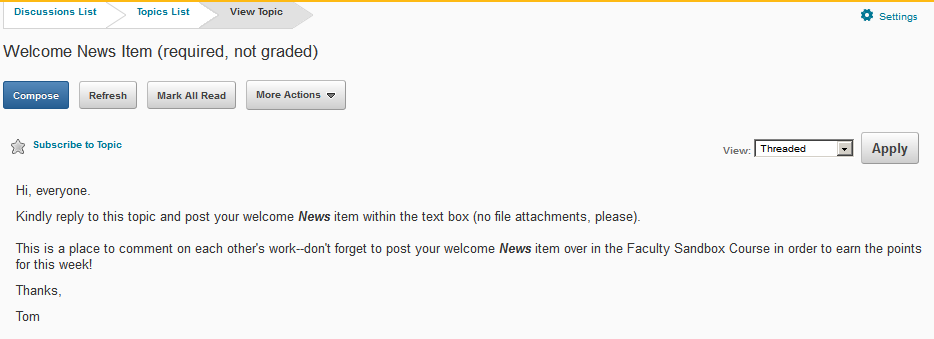 Discussions List Topics List View Topic
Settings
Welcome News Item (required, not graded)
Compose Refresh Mark All Read More Actions
Subscribe to Topic
View: Threaded Apply
Hi, everyone.
Kindly reply to this topic and post your welcome News item within the text box (no file attachments, please).
This is a place to comment on each other's work--don't forget to post your welcome News item over in the Faculty Sandbox Course in order to earn the points
for this week!
Thanks,
Tom